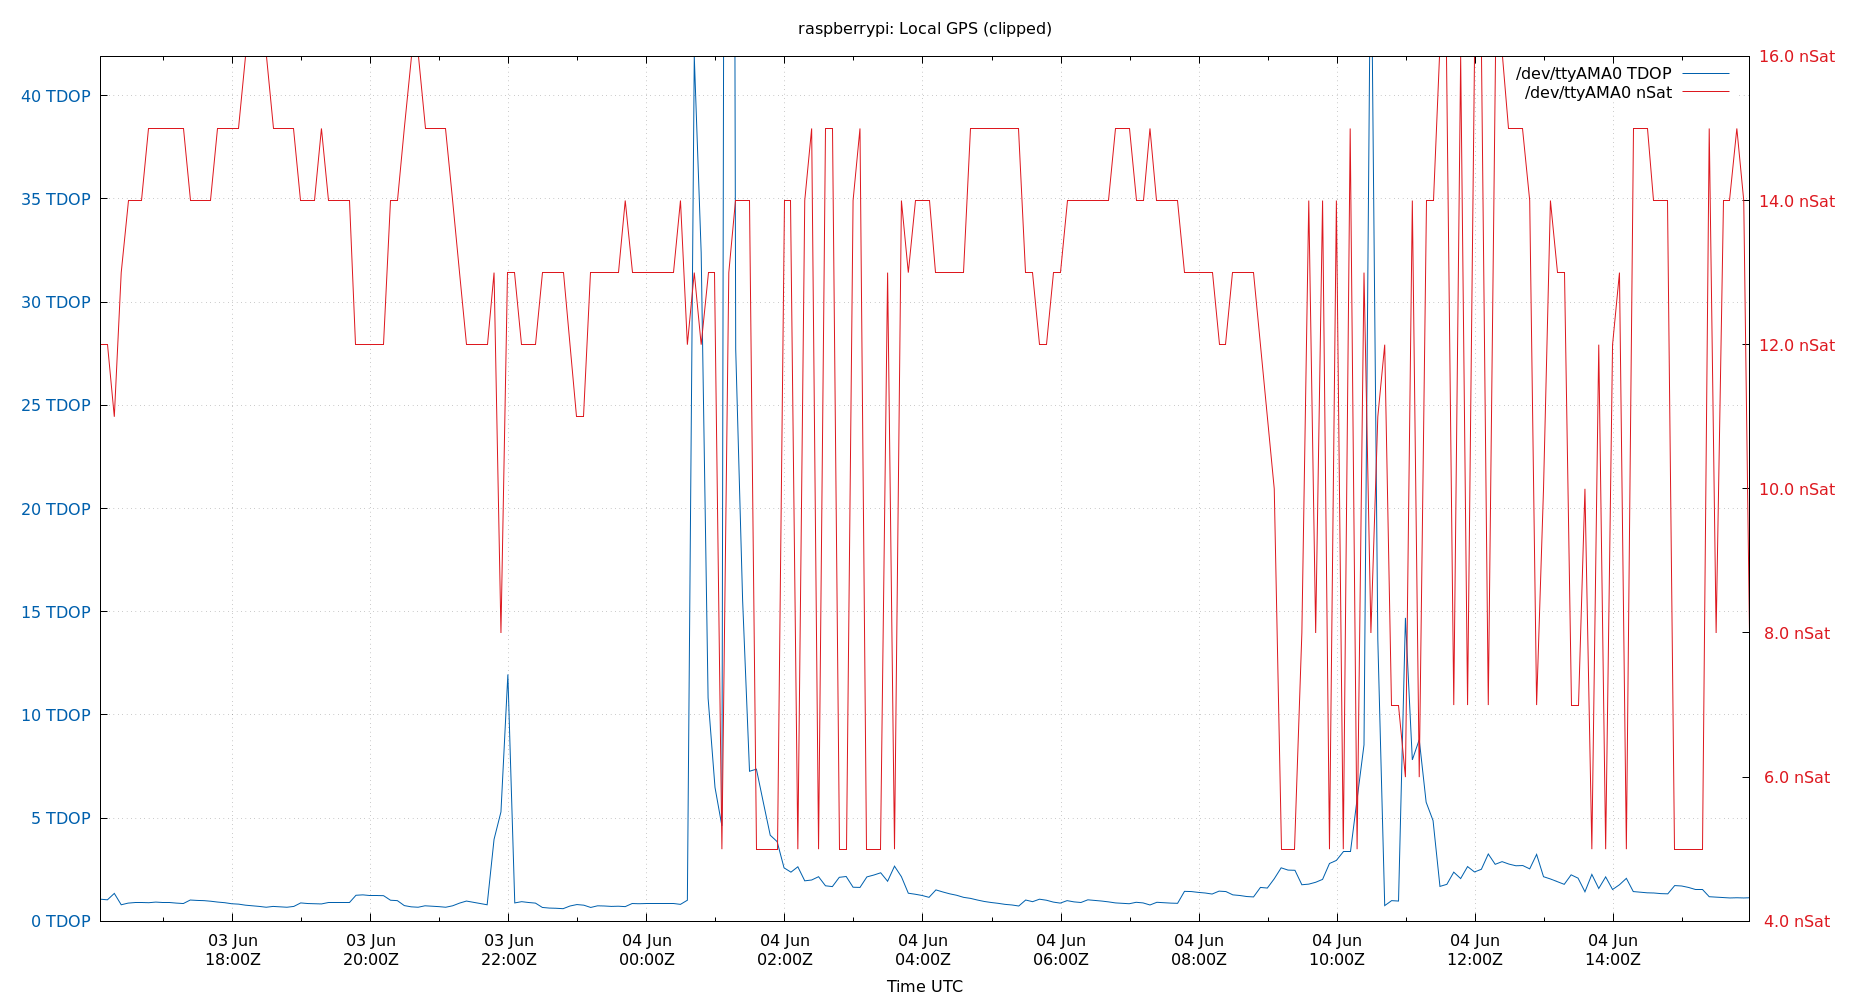 raspberrypi: Local GPS (clipped)
/dev/ttyAMA0 TDOP
/dev/ttyAMA0 nSat
40 TDOP
35 TDOP
30 TDOP
25 TDOP
20 TDOP
15 TDOP
10 TDOP
5 TDOP
0 TDOP
16.0 nSat
14.0 nSat
12.0 nSat
10.0 nSat
8.0 nSat
6.0 nSat
4.0 nSat
03 Jun
18:00Z
03 Jun
20:00Z
03 Jun
22:00Z
04 Jun
00:00Z
04 Jun
02:00Z
04 Jun
04:00Z
04 Jun
06:00Z
04 Jun
08:00Z
04 Jun
10:00Z
04 Jun
12:00Z
04 Jun
14:00Z
Time UTC